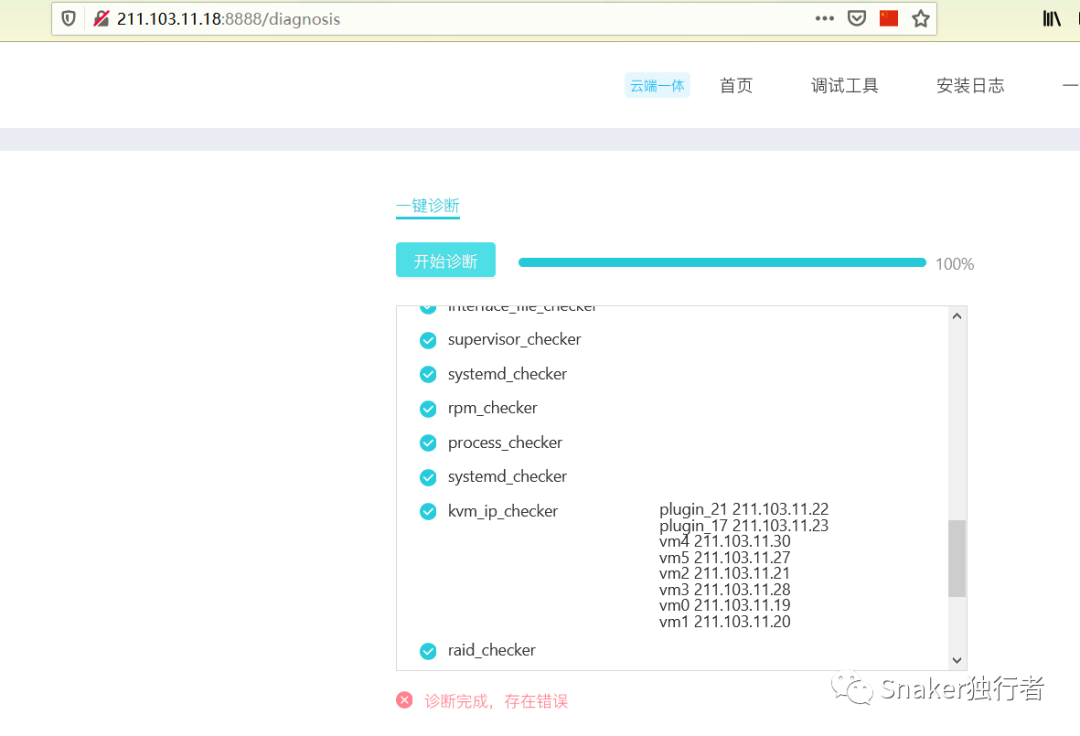 211.103.11.18:8888/diagnosis
云端一体 首页 调试工具 安装日志
一键诊断
开始诊断 100%
interface_file_checker
supervisor_checker
systemd_checker
rpm_checker
process_checker
systemd_checker
kvm_ip_checker plugin_21 211.103.11.22
plugin_17 211.103.11.23
vm4 211.103.11.30
vm5 211.103.11.27
vm2 211.103.11.21
vm3 211.103.11.28
vm0 211.103.11.19
vm1 211.103.11.20
raid_checker
诊断完成，存在错误
Snaker独行者